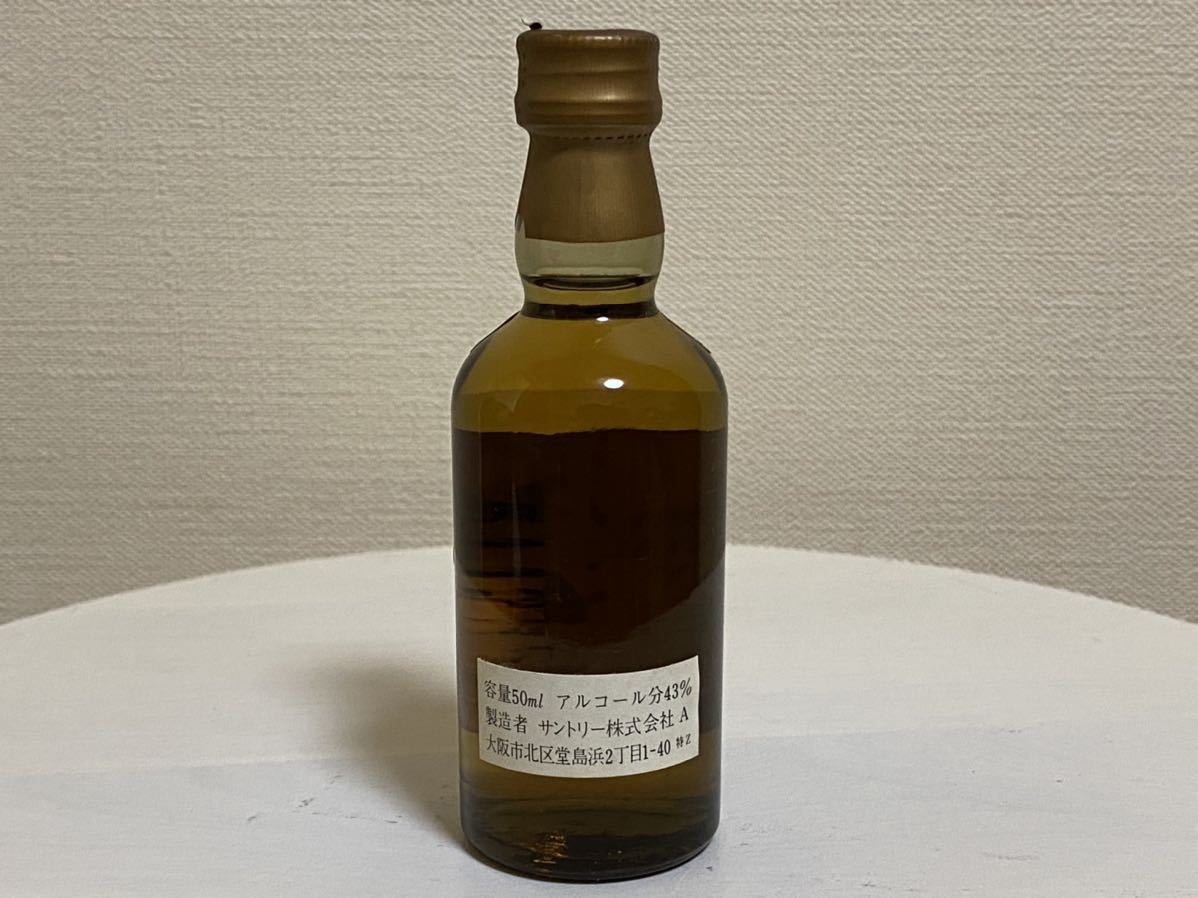 容量50ml アルコール分43%
製造者 サントリー株式会社 A
大阪市北区堂島浜2丁目1-40 特Z